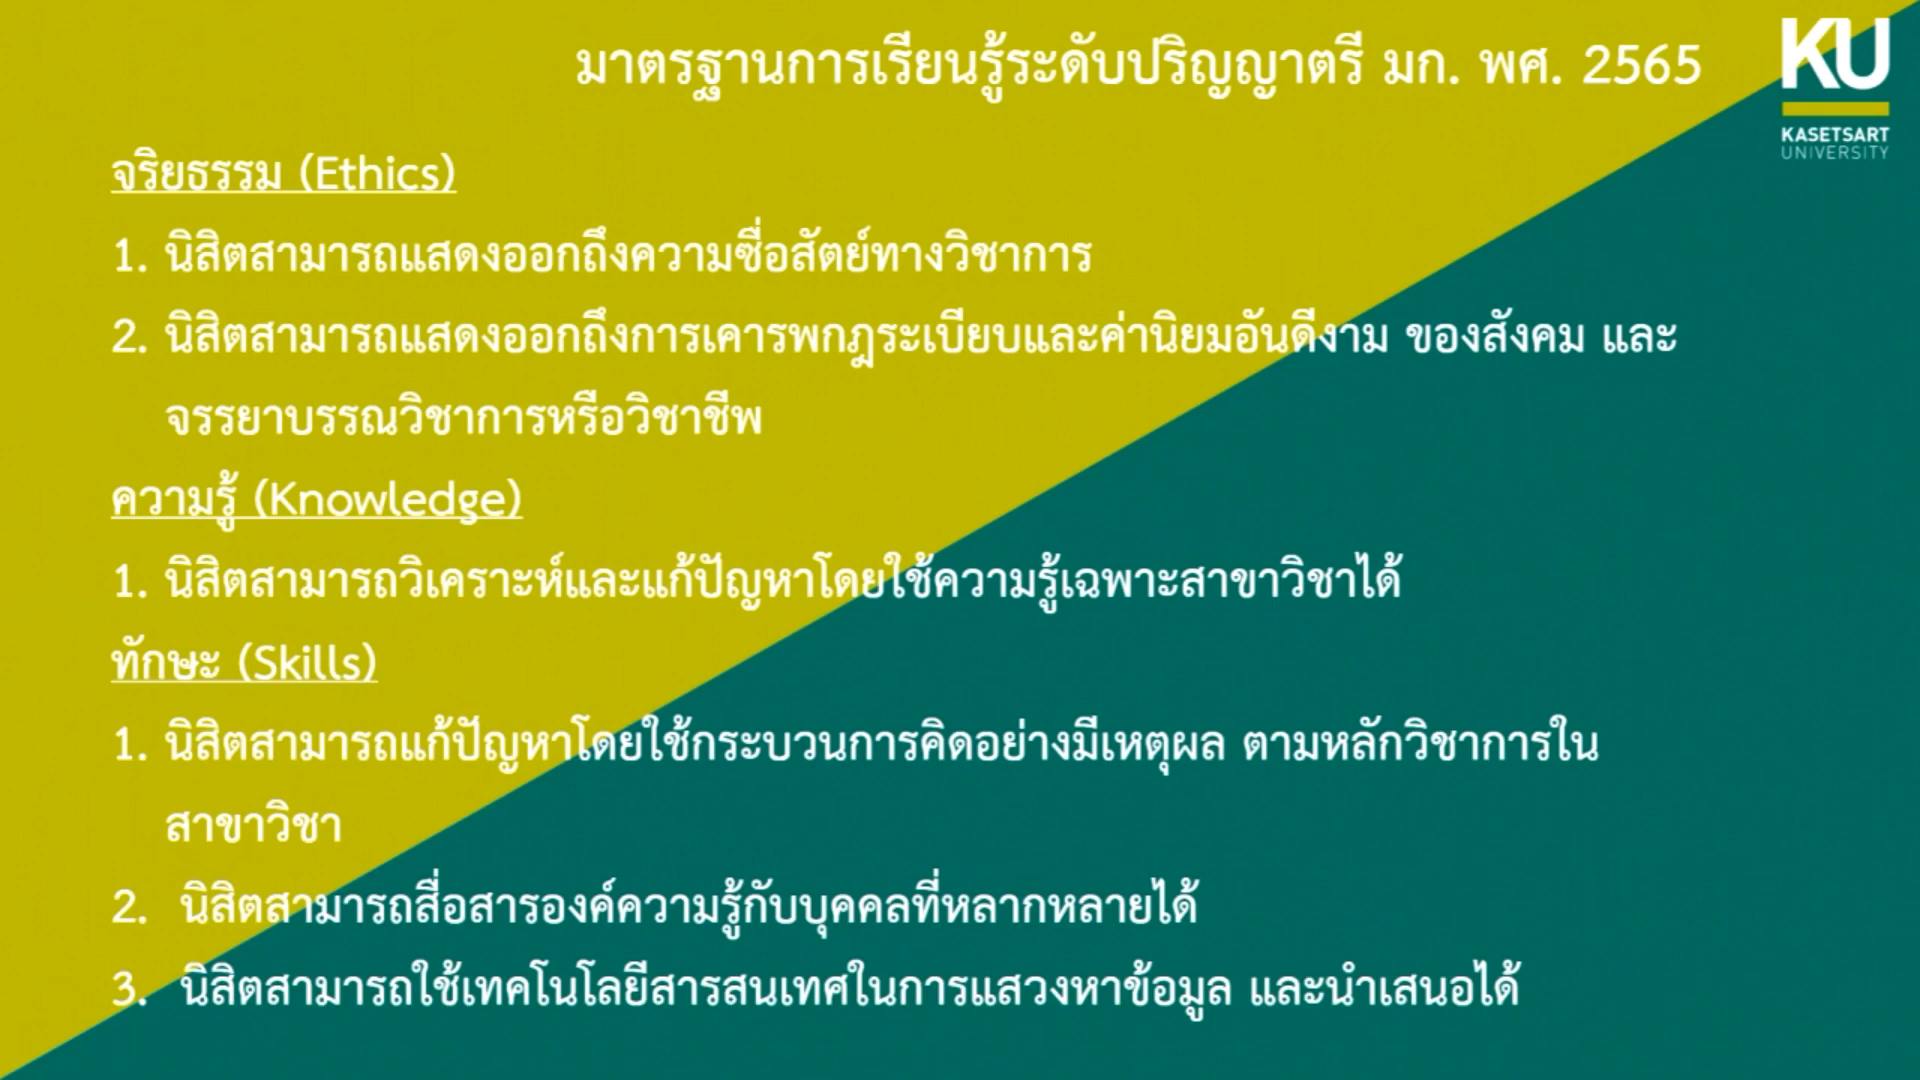 มาตรฐานการเรียนรู้ระดับปริญญาตรี มก. พศ. 2565
KU
KASETSART
UNIVERSITY
จริยธรรม (Ethics)
1. นิสิตสามารถแสดงออกถึงความซื่อสัตย์ทางวิชาการ
2. นิสิตสามารถแสดงออกถึงการเคารพกฎระเบียบและค่านิยมอันดีงาม ของสังคม และ
จรรยาบรรณวิชาการหรือวิชาชีพ
ความรู้ (Knowledge)
1. นิสิตสามารถวิเคราะห์และแก้ปัญหาโดยใช้ความรู้เฉพาะสาขาวิชาได้
ทักษะ (Skills)
1. นิสิตสามารถแก้ปัญหาโดยใช้กระบวนการคิดอย่างมีเหตุผล ตามหลักวิชาการใน
สาขาวิชา
2. นิสิตสามารถสื่อสารองค์ความรู้กับบุคคลที่หลากหลายได้
3. นิสิตสามารถใช้เทคโนโลยีสารสนเทศในการแสวงหาข้อมูล และนำเสนอได้